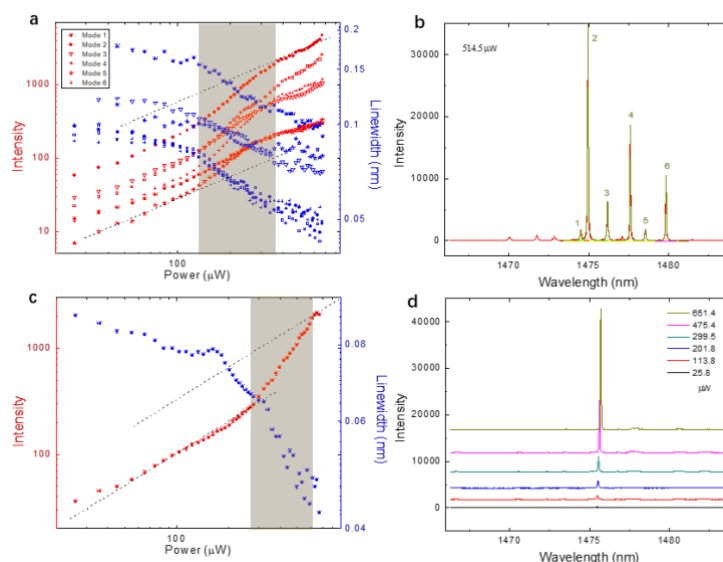 a
Mode 1
Mode 2
Mode 3
Mode 4
Mode 5
Mode 6
1000
100
10
Intensity
0.2
0.15
0.1
0.05
Linewidth (nm)
100
Power (μW)
b
514.5 μW
30000
20000
10000
0
Intensity
1
2
3
4
5
6
1470
1475
1480
Wavelength (nm)
c
1000
100
Intensity
0.08
0.06
0.04
Linewidth (nm)
100
Power (μW)
d
40000
30000
20000
10000
0
Intensity
651.4
475.4
299.5
201.8
113.8
25.8
μW
1470
1475
1480
Wavelength (nm)